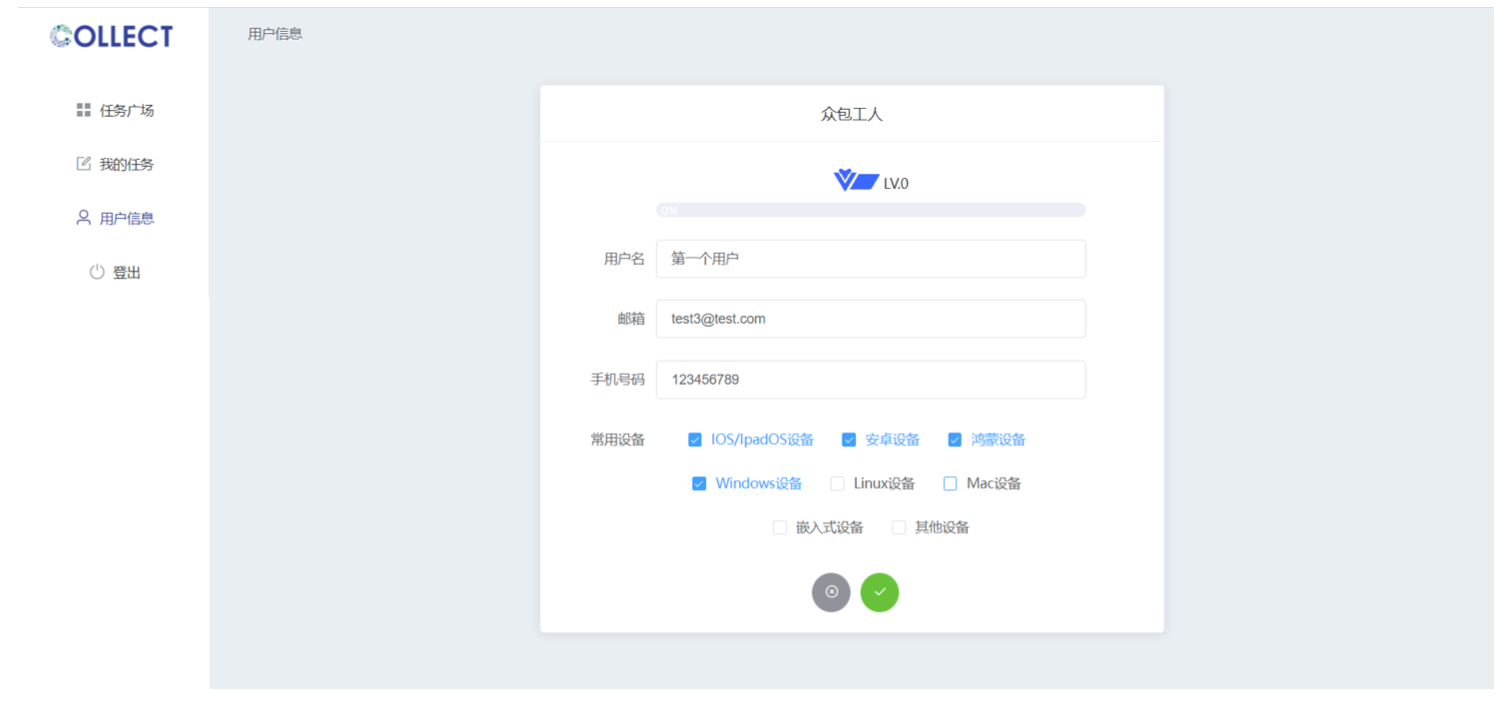 COLLECT
用户信息
任务广场
我的任务
用户信息
登出
众包工人
LV.0
0%
用户名 第一个用户
邮箱 test3@test.com
手机号码 123456789
常用设备 IOS/IpadOS设备 安卓设备 鸿蒙设备
Windows设备 Linux设备 Mac设备
嵌入式设备 其他设备